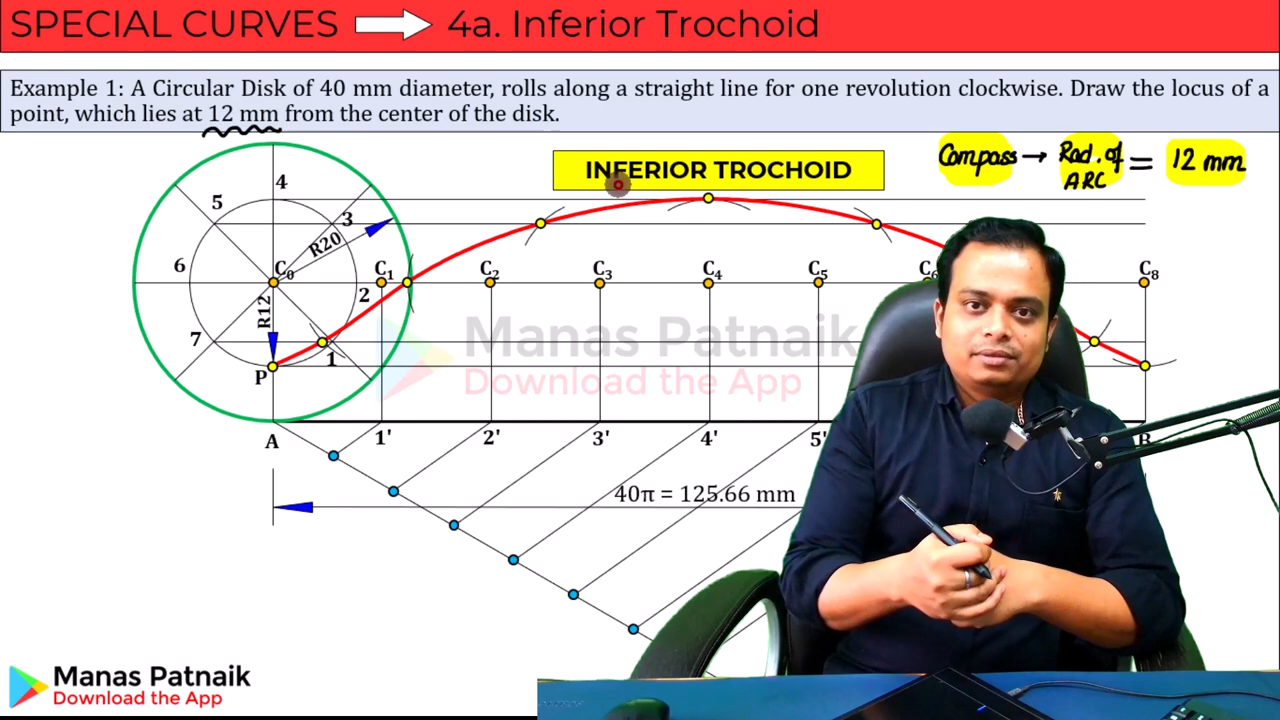 SPECIAL CURVES 4a. Inferior Trochoid
Example 1: A Circular Disk of 40 mm diameter, rolls along a straight line for one revolution clockwise. Draw the locus of a
point, which lies at 12 mm from the center of the disk.
INFERIOR TROCHOID
Compass → Rad. of ARC = 12 mm
4
5
3
R20
6
C₀
C₁
C₂
C₃
C₄
C₅
C₆
C₈
2
R12
7
1
P
Manas Patnaik
Download the App
A
1'
2'
3'
4'
5'
B
40π = 125.66 mm
Manas Patnaik
Download the App